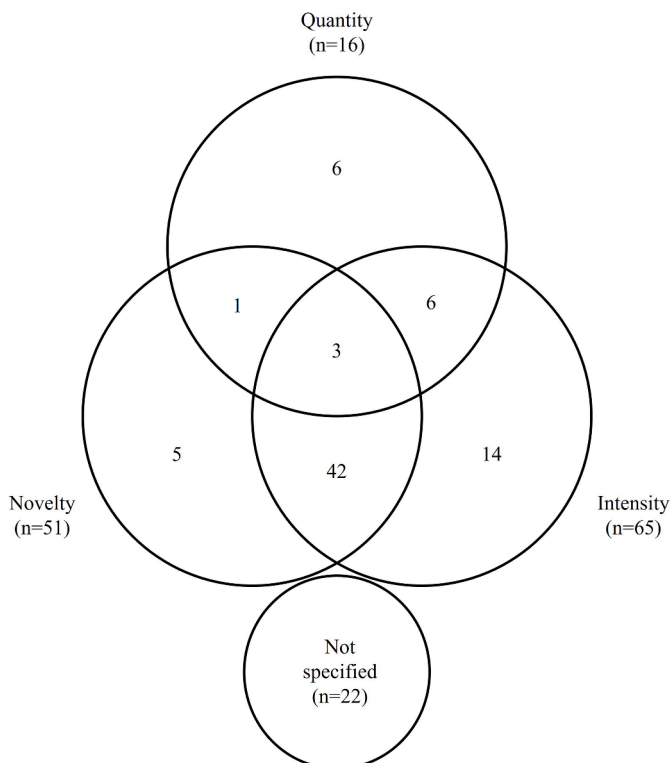 Quantity
(n=16)
6
1
6
3
5
42
14
Novelty
(n=51)
Intensity
(n=65)
Not
specified
(n=22)